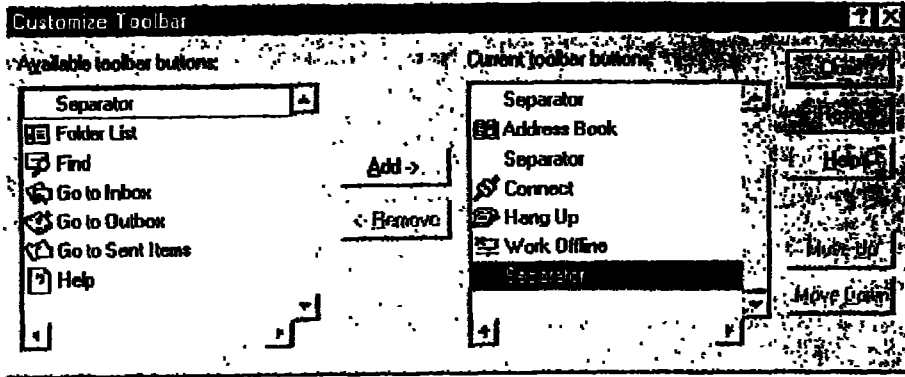 Customize Toolbar
Available toolbar buttons:
Separator
Folder List
Find
Go to Inbox
Go to Outbox
Go to Sent Items
Help
Add ->
<- Remove
Current toolbar buttons:
Separator
Address Book
Separator
Connect
Hang Up
Work Offline
Separator
Help
Move Up
Move Down